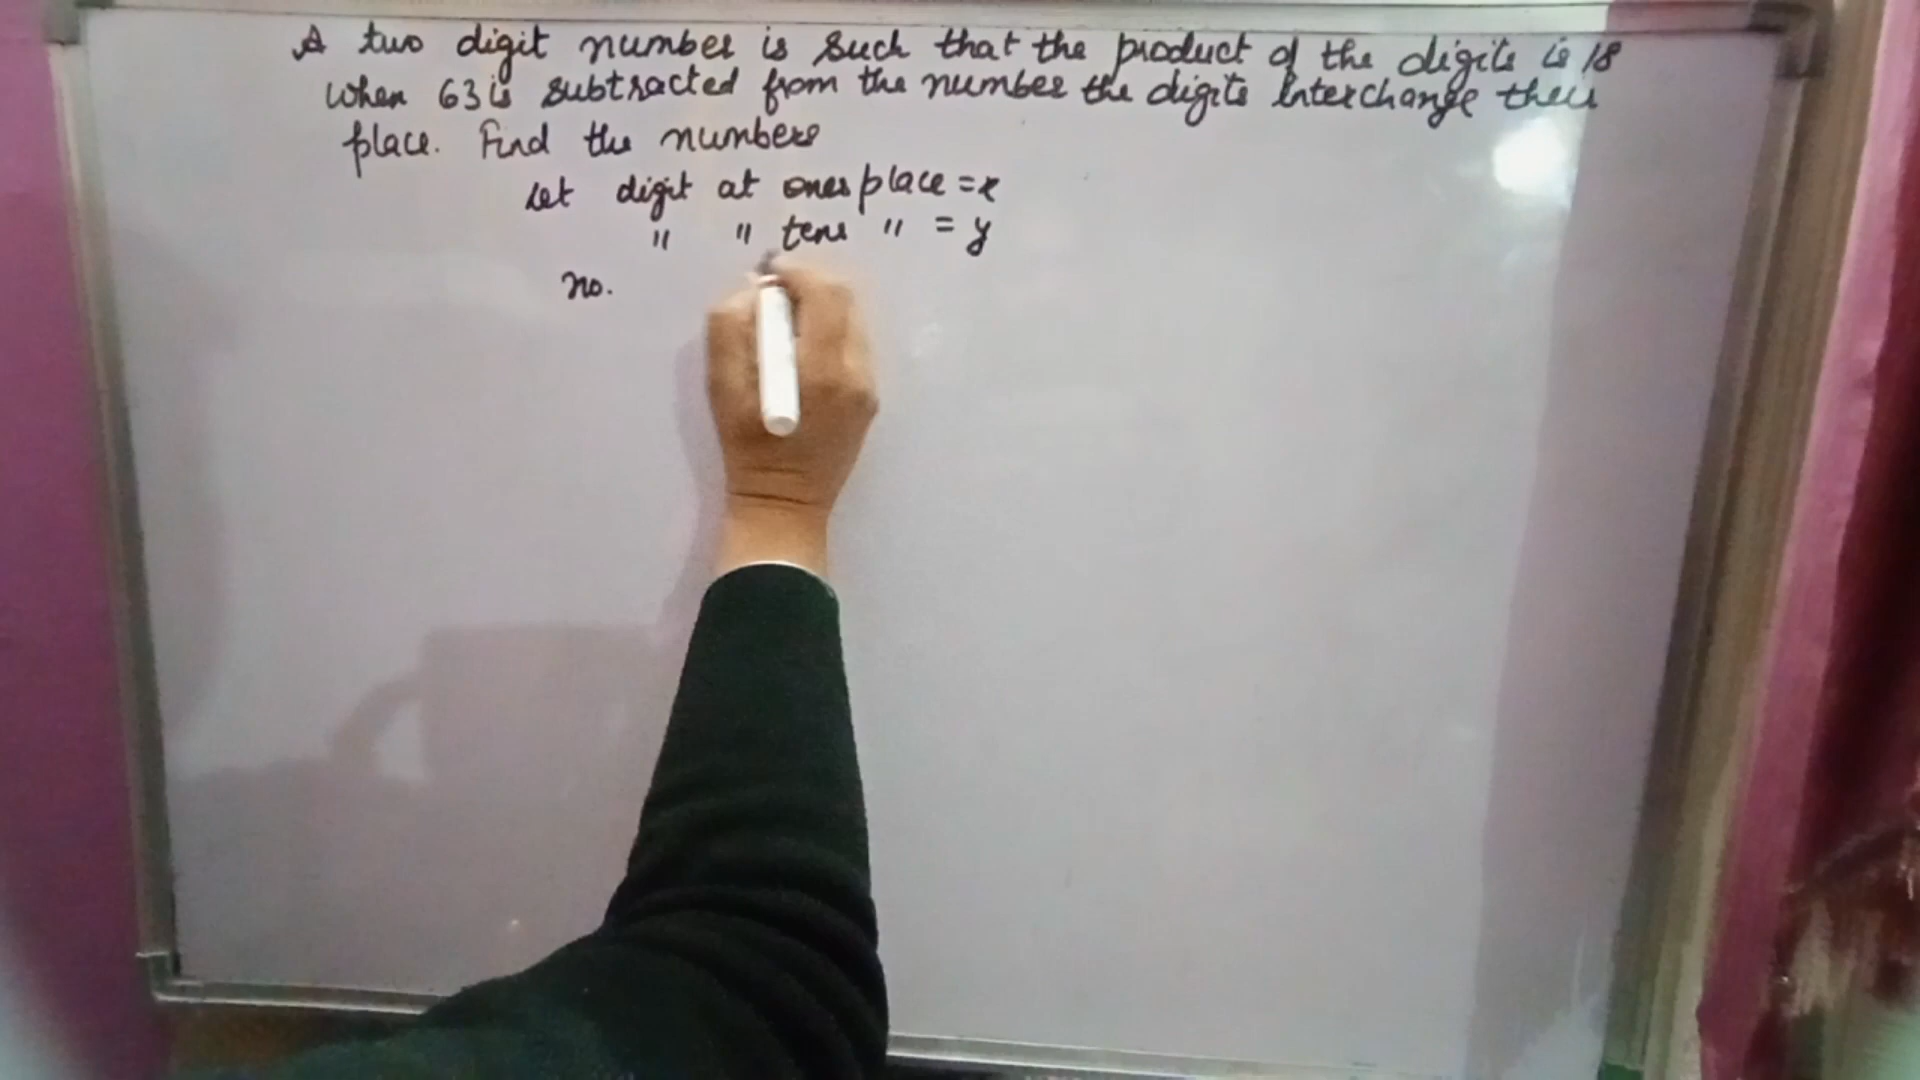 A two digit number is such that the product of the digits is 18
When 63 is subtracted from the number the digits interchange their
place. Find the numbers
Let digit at ones place = x
" " tens " = y
no.